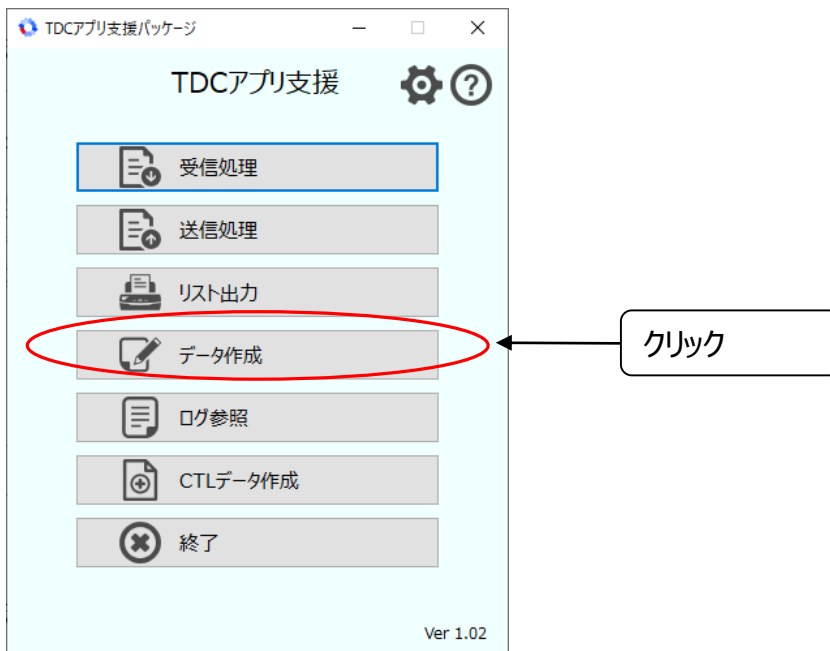 TDCアプリ支援パッケージ
TDCアプリ支援
受信処理
送信処理
リスト出力
データ作成
クリック
ログ参照
CTLデータ作成
終了
Ver 1.02